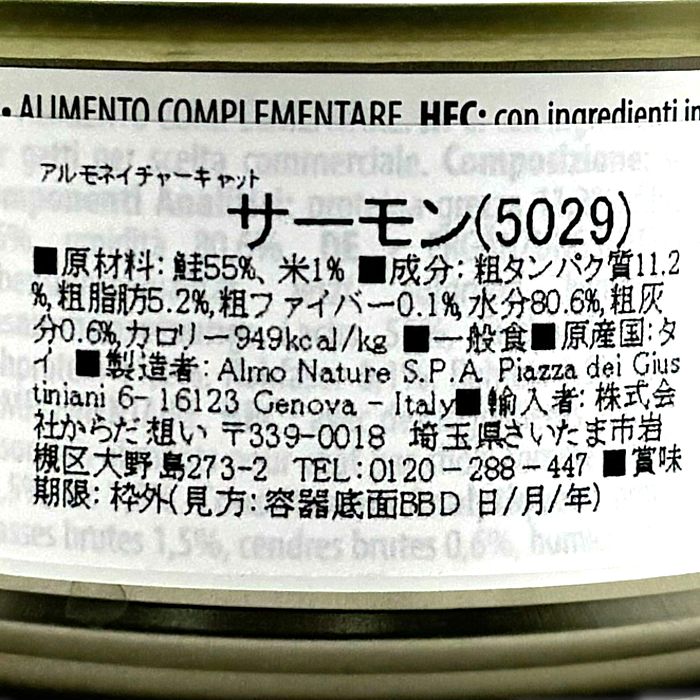 • ALIMENTO COMPLEMENTARE HFC: con ingredienti in
アルモネイチャーキャット
サーモン(5029)
■原材料: 鮭55%、米1% ■成分: 粗タンパク質11.2
%,粗脂肪5.2%,粗ファイバー0.1%,水分80.6%,粗灰
分0.6%,カロリー949kcal/kg ■一般食■原産国:タ
イ ■製造者: Almo Nature S.P.A Piazza dei Gius
tiniani 6- 16123 Genova - Italy■輸入者: 株式会
社からだ想い 〒339-0018 埼玉県さいたま市岩
槻区大野島273-2 TEL:0120-288-447 ■賞味
期限: 枠外(見方: 容器底面BBD 日/月/年)
asses brutes 1,5%, cendres brutes 0,6%, hum